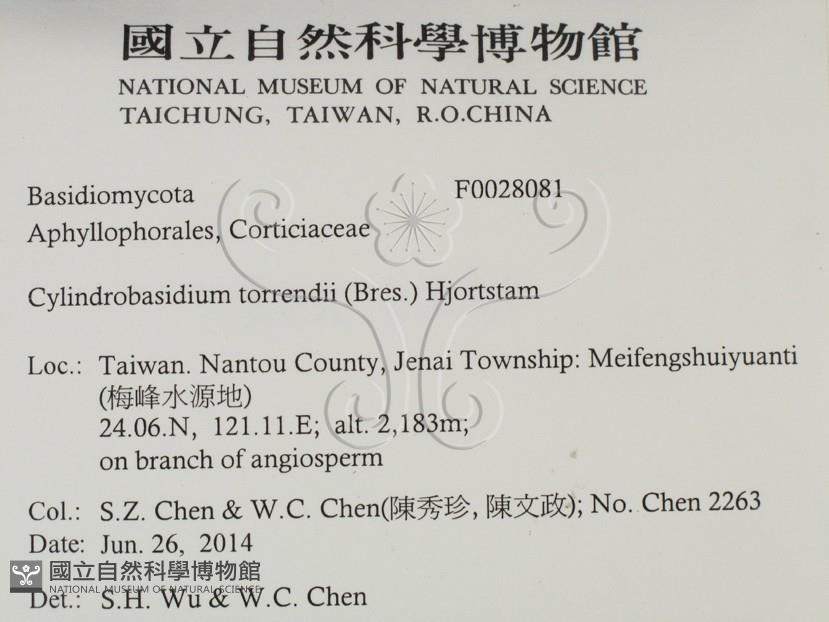 國立自然科學博物館
NATIONAL MUSEUM OF NATURAL SCIENCE
TAICHUNG, TAIWAN, R.O.CHINA
Basidiomycota F0028081
Aphyllophorales, Corticiaceae
Cylindrobasidium torrendii (Bres.) Hjortstam
Loc.: Taiwan. Nantou County, Jenai Township: Meifengshuiyuanti
(梅峰水源地)
24.06.N, 121.11.E; alt. 2,183m;
on branch of angiosperm
Col.: S.Z. Chen & W.C. Chen(陳秀珍, 陳文政); No. Chen 2263
Date: Jun. 26, 2014
國立自然科學博物館
NATIONAL MUSEUM OF NATURAL SCIENCE
Det.: S.H. Wu & W.C. Chen